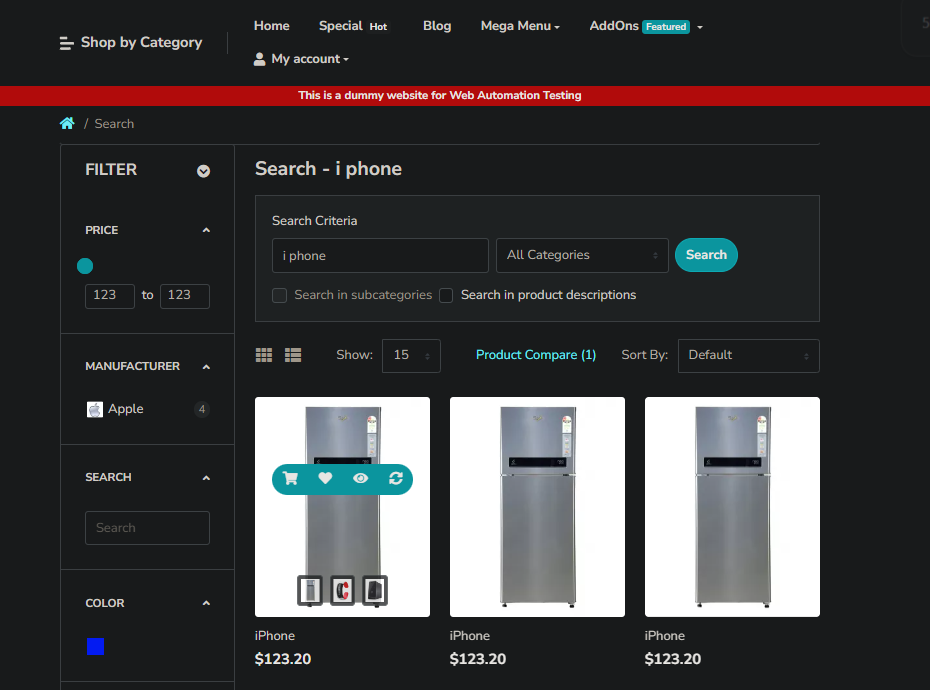 Shop by Category
Home Special Hot Blog Mega Menu AddOns Featured
My account
This is a dummy website for Web Automation Testing
/ Search
FILTER
PRICE
123 to 123
MANUFACTURER
Apple 4
SEARCH
Search
COLOR
Search - i phone
Search Criteria
i phone All Categories Search
Search in subcategories Search in product descriptions
Show: 15 Product Compare (1) Sort By: Default
iPhone iPhone iPhone
$123.20 $123.20 $123.20